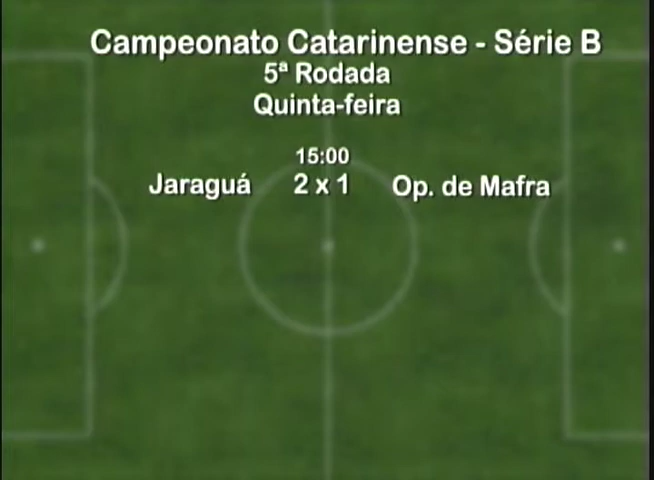 Campeonato Catarinense - Série B
5ª Rodada
Quinta-feira
15:00
Jaraguá 2 x 1 Op. de Mafra